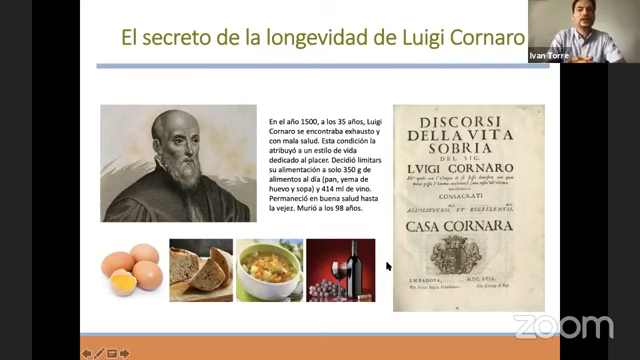 El secreto de la longevidad de Luigi Cornaro
Ivan Torre
En el año 1500, a los 35 años, Luigi
Cornaro se encontraba exhausto y
con mala salud. Esta condición la
atribuyó a un estilo de vida
dedicado al placer. Decidió limitars
su alimentación a solo 350 g de
alimentos al día (pan, yema de
huevo y sopa) y 414 ml de vino.
Permaneció en buena salud hasta
la vejez. Murió a los 98 años.
DISCORSI
DELLA VITA
SOBRIA
DEL SIG.
LVIGI CORNARO
CONSACRATI
CASA CORNARA
IN PADOVA,
zoom